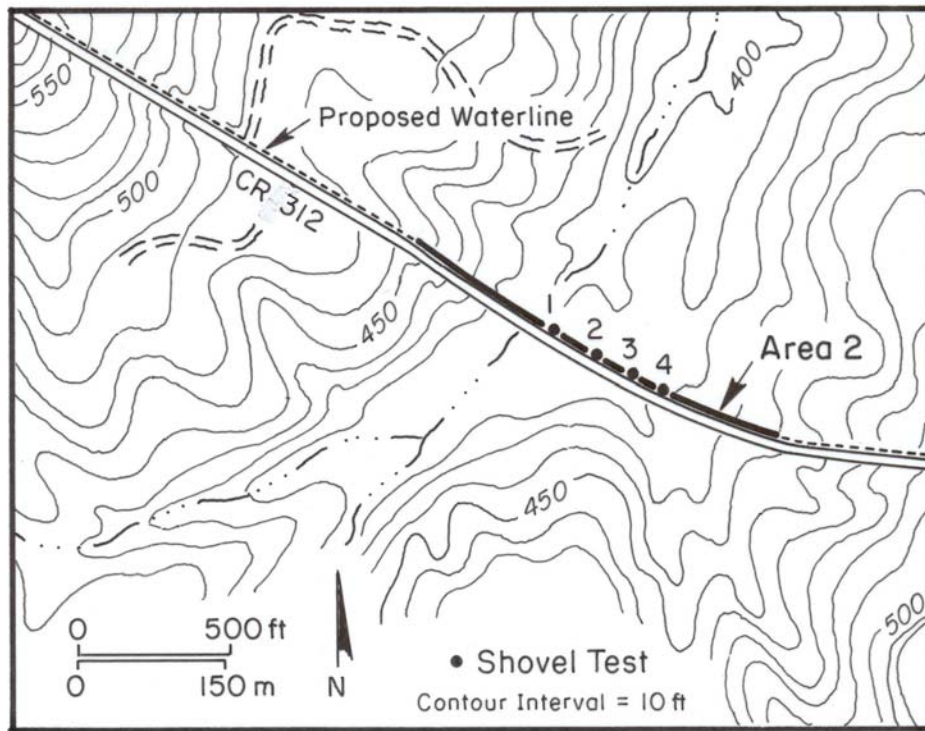 400
550
Proposed Waterline
500
CR 312
1
2
3
4
450
Area 2
450
500
0 500 ft
0 150 m
N
Shovel Test
Contour Interval = 10 ft